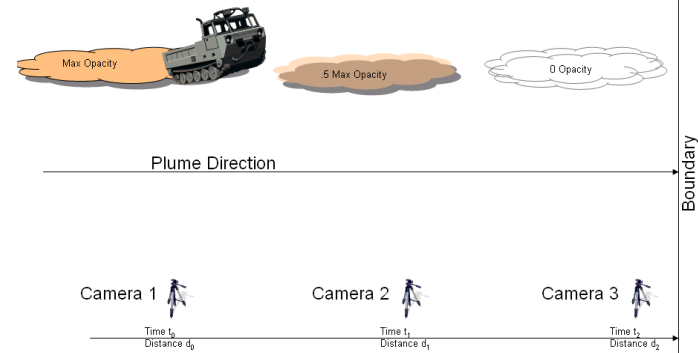 Max Opacity
.5 Max Opacity
0 Opacity
Plume Direction
Boundary
Camera 1
Camera 2
Camera 3
Time t0
Distance d0
Time t1
Distance d1
Time t2
Distance d2